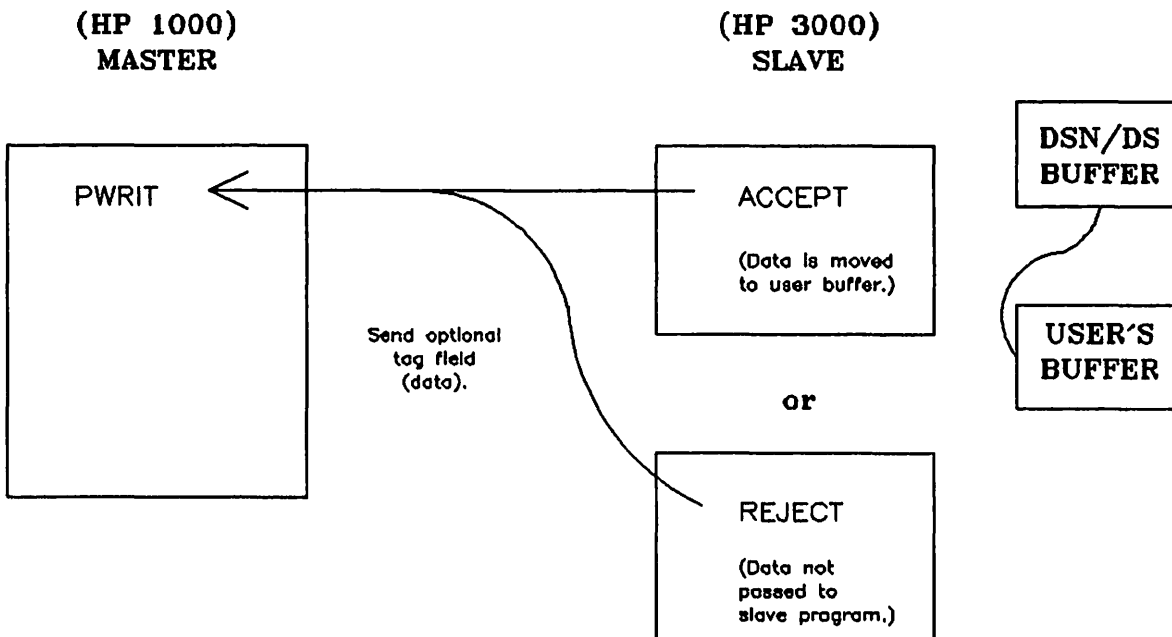 (HP 1000)
MASTER
(HP 3000)
SLAVE
PWRIT
Send optional
tag field
(data).
ACCEPT
(Data is moved
to user buffer.)
or
REJECT
(Data not
passed to
slave program.)
DSN/DS
BUFFER
USER'S
BUFFER